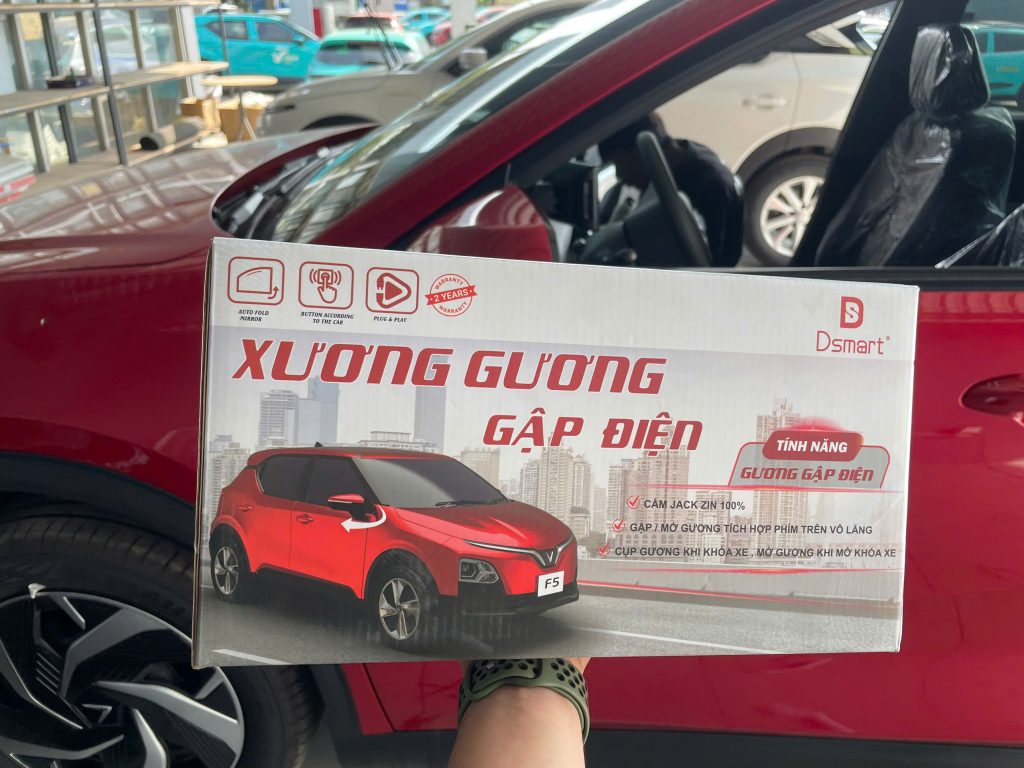 AUTO FOLD
MIRROR
BUTTON ACCORDING
TO THE CAR
PLUG & PLAY
WARRANTY
2 YEARS
WARRANTY
Dsmart
XƯƠNG GƯƠNG
GẬP ĐIỆN
TÍNH NĂNG
GƯƠNG GẬP ĐIỆN
CẮM JACK ZIN 100%
GẬP / MỞ GƯƠNG TÍCH HỢP PHÍM TRÊN VÔ LĂNG
CỤP GƯƠNG KHI KHÓA XE , MỞ GƯƠNG KHI MỞ KHÓA XE
F5